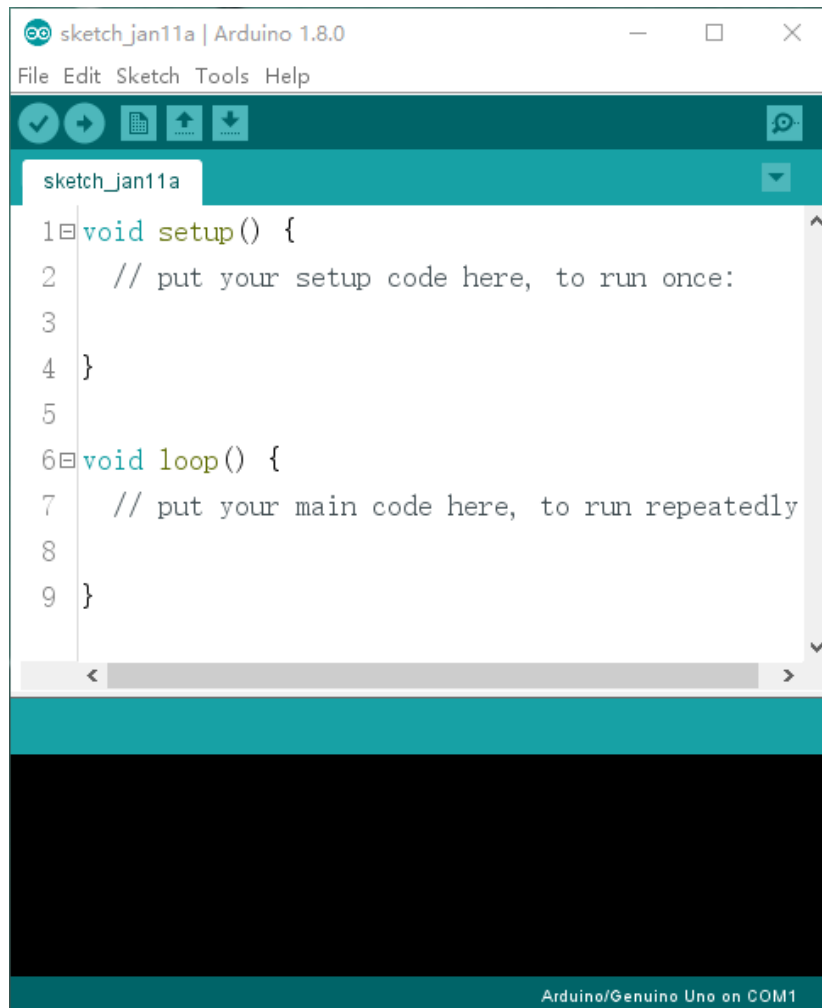 sketch_jan11a | Arduino 1.8.0
File Edit Sketch Tools Help
sketch_jan11a
1 void setup() {
2 // put your setup code here, to run once:
3
4 }
5
6 void loop() {
7 // put your main code here, to run repeatedly
8
9 }
Arduino/Genuino Uno on COM1